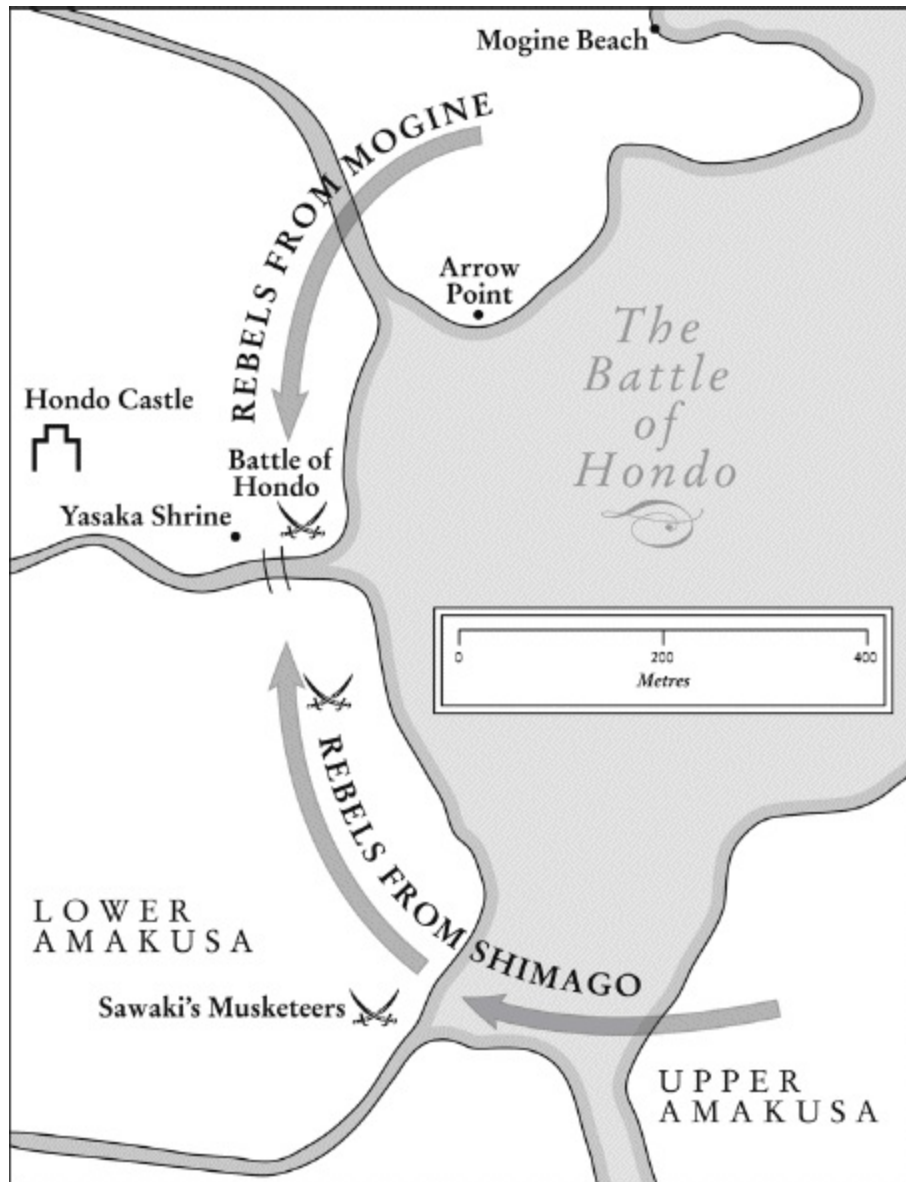 Mogine Beach
REBELS FROM MOGINE
Arrow
Point
The
Battle
of
Hondo
Hondo Castle
Battle of
Hondo
Yasaka Shrine
0 200 400
Metres
REBELS FROM SHIMAGO
LOWER
AMAKUSA
Sawaki's Musketeers
UPPER
AMAKUSA